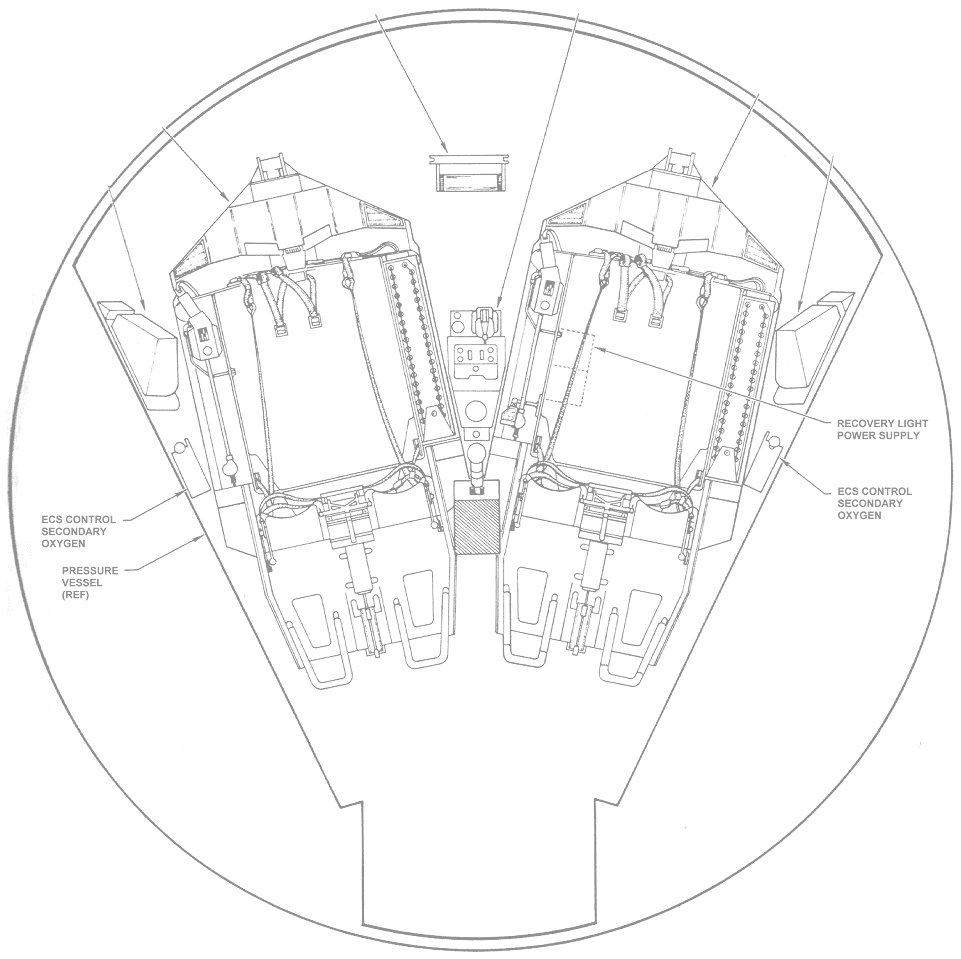 RECOVERY LIGHT
POWER SUPPLY
ECS CONTROL
SECONDARY
OXYGEN
ECS CONTROL
SECONDARY
OXYGEN
PRESSURE
VESSEL
(REF)